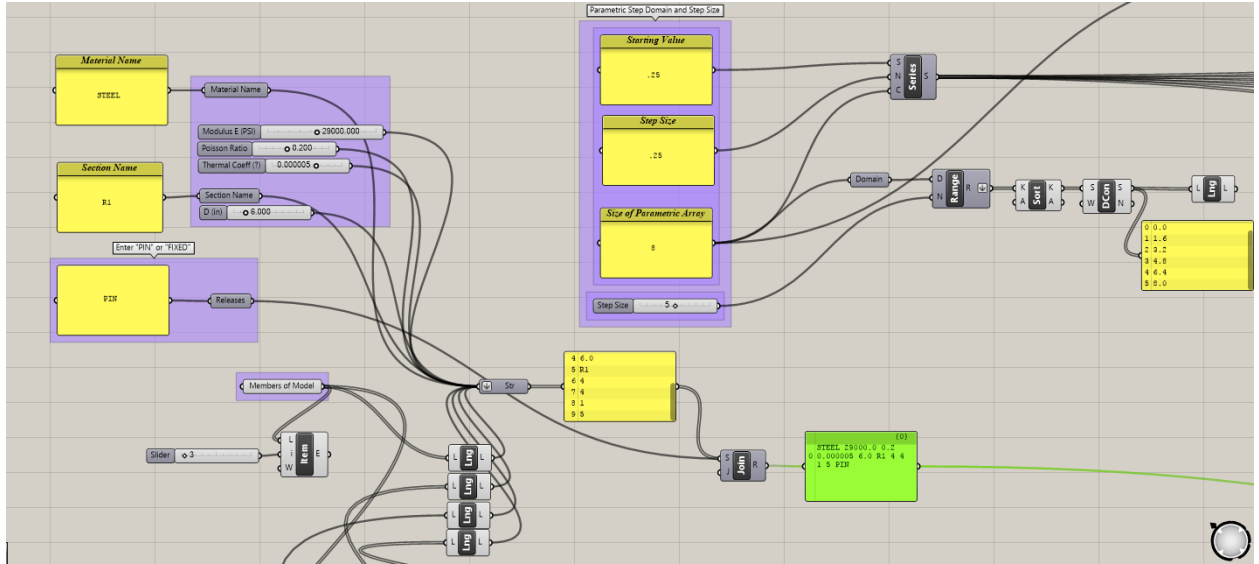 Parametric Step Domain and Step Size
Starting Value
.25
S
N
C
Series
S
Material Name
STEEL
Material Name
Modulus E (PSI)
29000.000
Poisson Ratio
0.200
Thermal Coeff (?)
0.000005
Section Name
R1
Section Name
D (in)
6.000
Step Size
.25
Domain
D
N
Range
R
K
A
Sort
K
A
S
W
DCon
S
N
L
Lng
L
Size of Parametric Array
8
0 0.0
1 1.6
2 3.2
3 4.8
4 6.4
5 8.0
Enter "PIN" or "FIXED"
PIN
Releases
Step Size
5
Members of Model
Str
4 6.0
5 R1
6 4
7 4
8 1
9 5
Slider
3
L
i
W
Item
E
L Lng L
L Lng L
L Lng L
L Lng L
S
J
Join
R
{0}
STEEL 29000.0 0.2
0 0.000005 6.0 R1 4 4
1 5 PIN